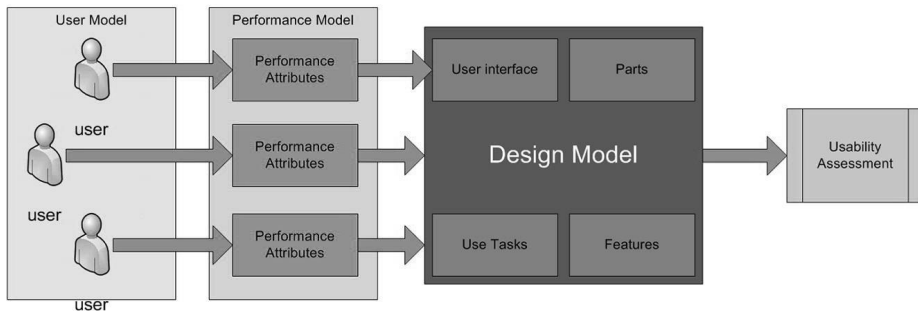 User Model
user
user
user
Performance Model
Performance
Attributes
Performance
Attributes
Performance
Attributes
User interface
Parts
Design Model
Use Tasks
Features
Usability
Assessment